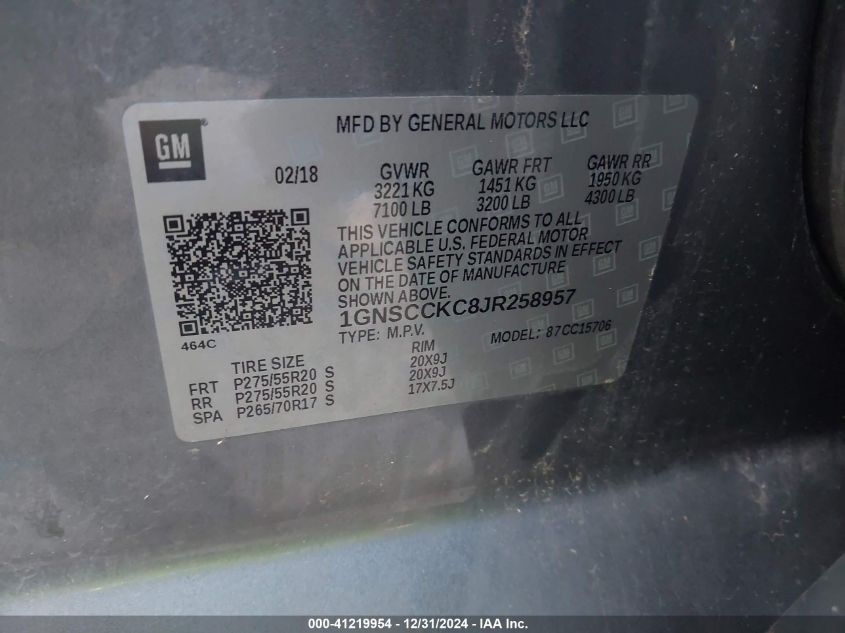 MFD BY GENERAL MOTORS LLC
GM ®
02/18 GVWR GAWR FRT GAWR RR
3221 KG 1451 KG 1950 KG
7100 LB 3200 LB 4300 LB
THIS VEHICLE CONFORMS TO ALL
APPLICABLE U.S. FEDERAL MOTOR
VEHICLE SAFETY STANDARDS IN EFFECT
ON THE DATE OF MANUFACTURE
SHOWN ABOVE.
1GNSCCKC8JR258957
TYPE: M.P.V. MODEL: 87CC15706
464C
TIRE SIZE RIM
FRT P275/55R20 S 20X9J
RR P275/55R20 S 20X9J
SPA P265/70R17 S 17X7.5J
000-41219954 - 12/31/2024 - IAA Inc.